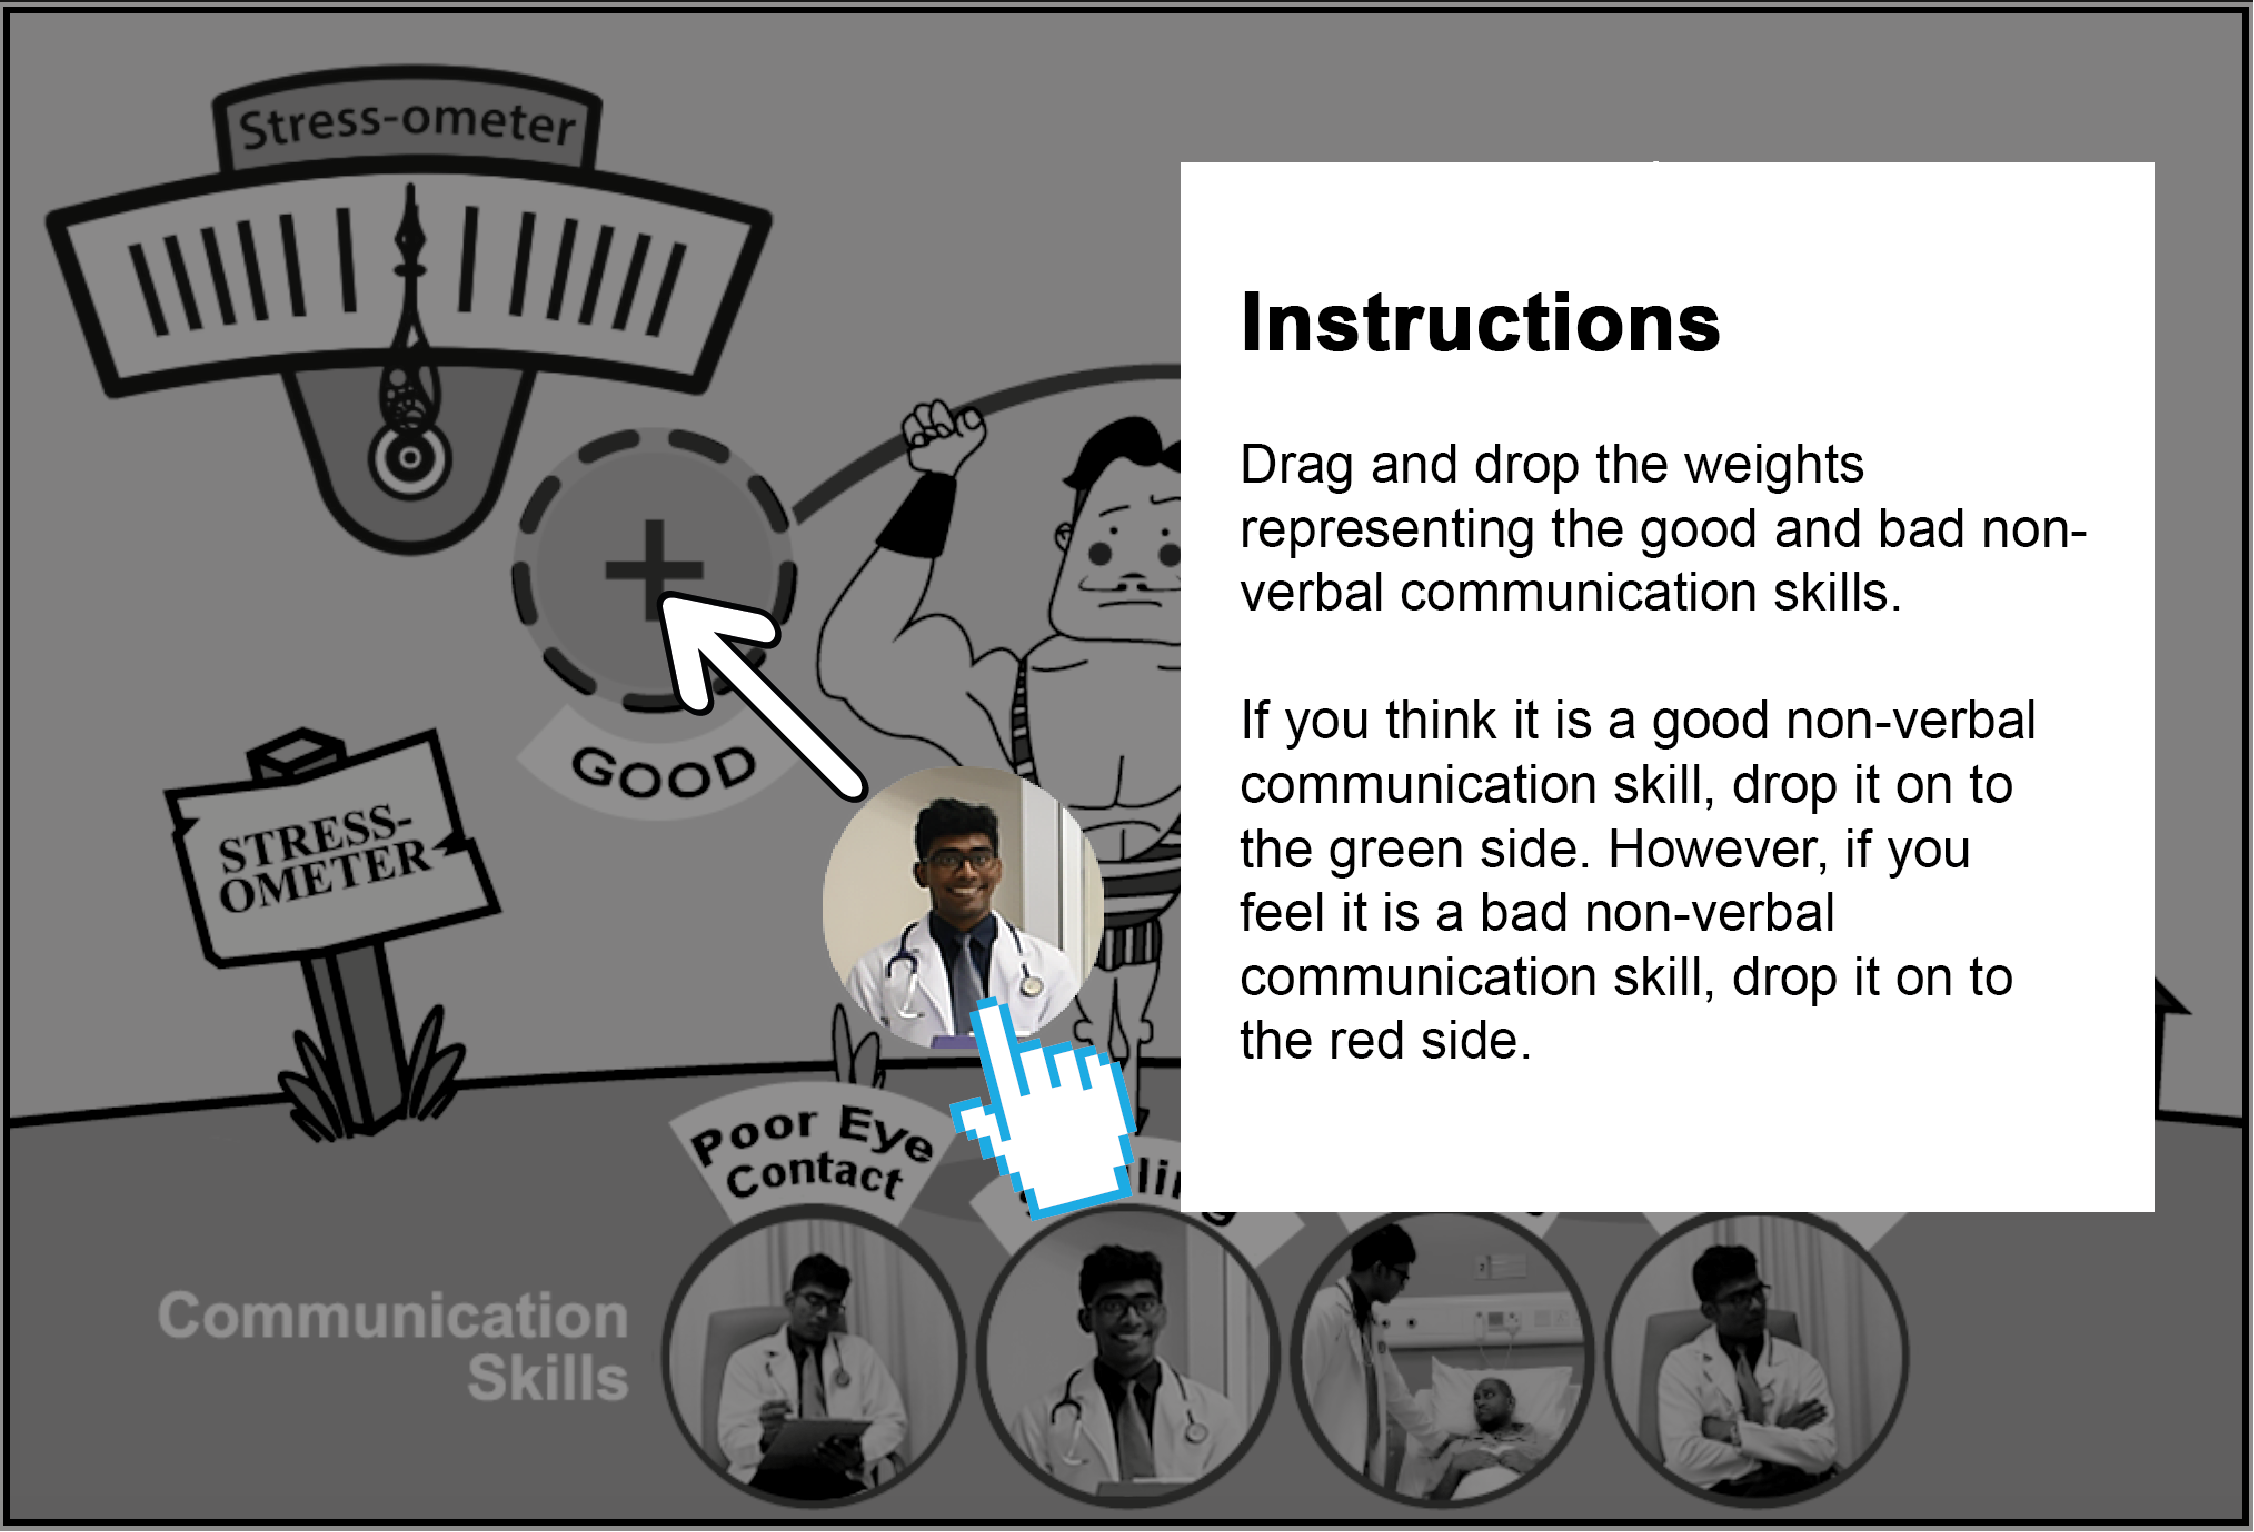 Stress-ometer
Instructions
Drag and drop the weights
representing the good and bad non-
verbal communication skills.
If you think it is a good non-verbal
communication skill, drop it on to
the green side. However, if you
feel it is a bad non-verbal
communication skill, drop it on to
the red side.
GOOD
STRESS-
OMETER
Poor Eye
Contact
Communication
Skills